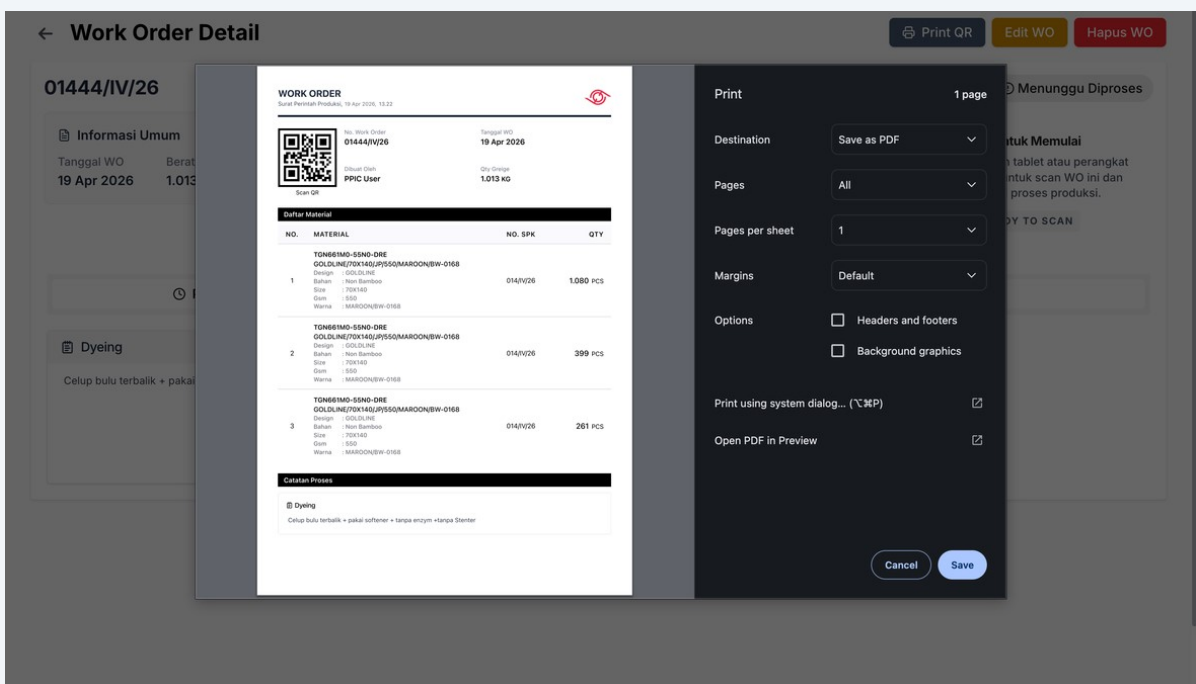 ← Work Order Detail
Print QR
Edit WO
Hapus WO
01444/IV/26
Menunggu Diproses
Informasi Umum
Tanggal WO
Berat
19 Apr 2026
1.013
tuk Memulai
n tablet atau perangkat
ntuk scan WO ini dan
proses produksi.
DY TO SCAN
Dyeing
Celup bulu terbalik + pakai
WORK ORDER
Surat Perintah Produksi, 19 Apr 2026, 13.22
No. Work Order
01444/IV/26
Tanggal WO
19 Apr 2026
Dibuat Oleh
PPIC User
Qty Greige
1.013 KG
Scan QR
Daftar Material
NO. MATERIAL NO. SPK QTY
TGN661M0-55N0-DRE
GOLDLINE/70X140/JP/550/MAROON/BW-0168
Design : GOLDLINE
1 Bahan : Non Bamboo 014/IV/26 1.080 PCS
Size : 70X140
Gsm : 550
Warna : MAROON/BW-0168
TGN661M0-55N0-DRE
GOLDLINE/70X140/JP/550/MAROON/BW-0168
Design : GOLDLINE
2 Bahan : Non Bamboo 014/IV/26 399 PCS
Size : 70X140
Gsm : 550
Warna : MAROON/BW-0168
TGN661M0-55N0-DRE
GOLDLINE/70X140/JP/550/MAROON/BW-0168
Design : GOLDLINE
3 Bahan : Non Bamboo 014/IV/26 261 PCS
Size : 70X140
Gsm : 550
Warna : MAROON/BW-0168
Catatan Proses
Dyeing
Celup bulu terbalik + pakai softener + tanpa enzym +tanpa Stenter
Print 1 page
Destination Save as PDF
Pages All
Pages per sheet 1
Margins Default
Options Headers and footers
Background graphics
Print using system dialog... (⌥⌘P)
Open PDF in Preview
Cancel
Save